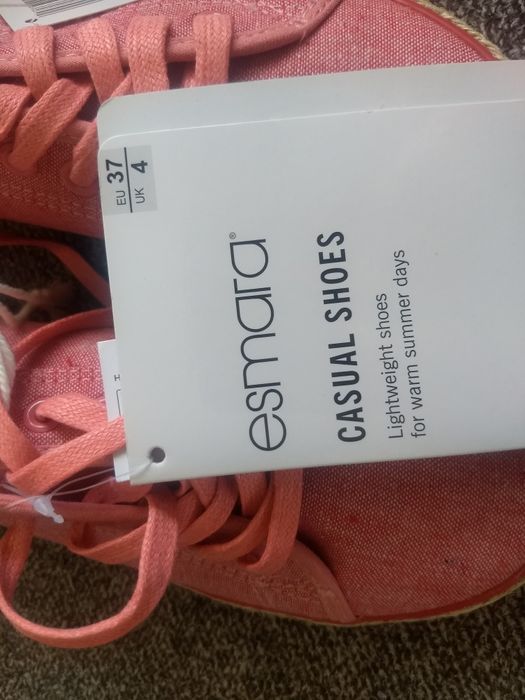 EU 37
UK 4
esmara®
CASUAL SHOES
Lightweight shoes
for warm summer days
H